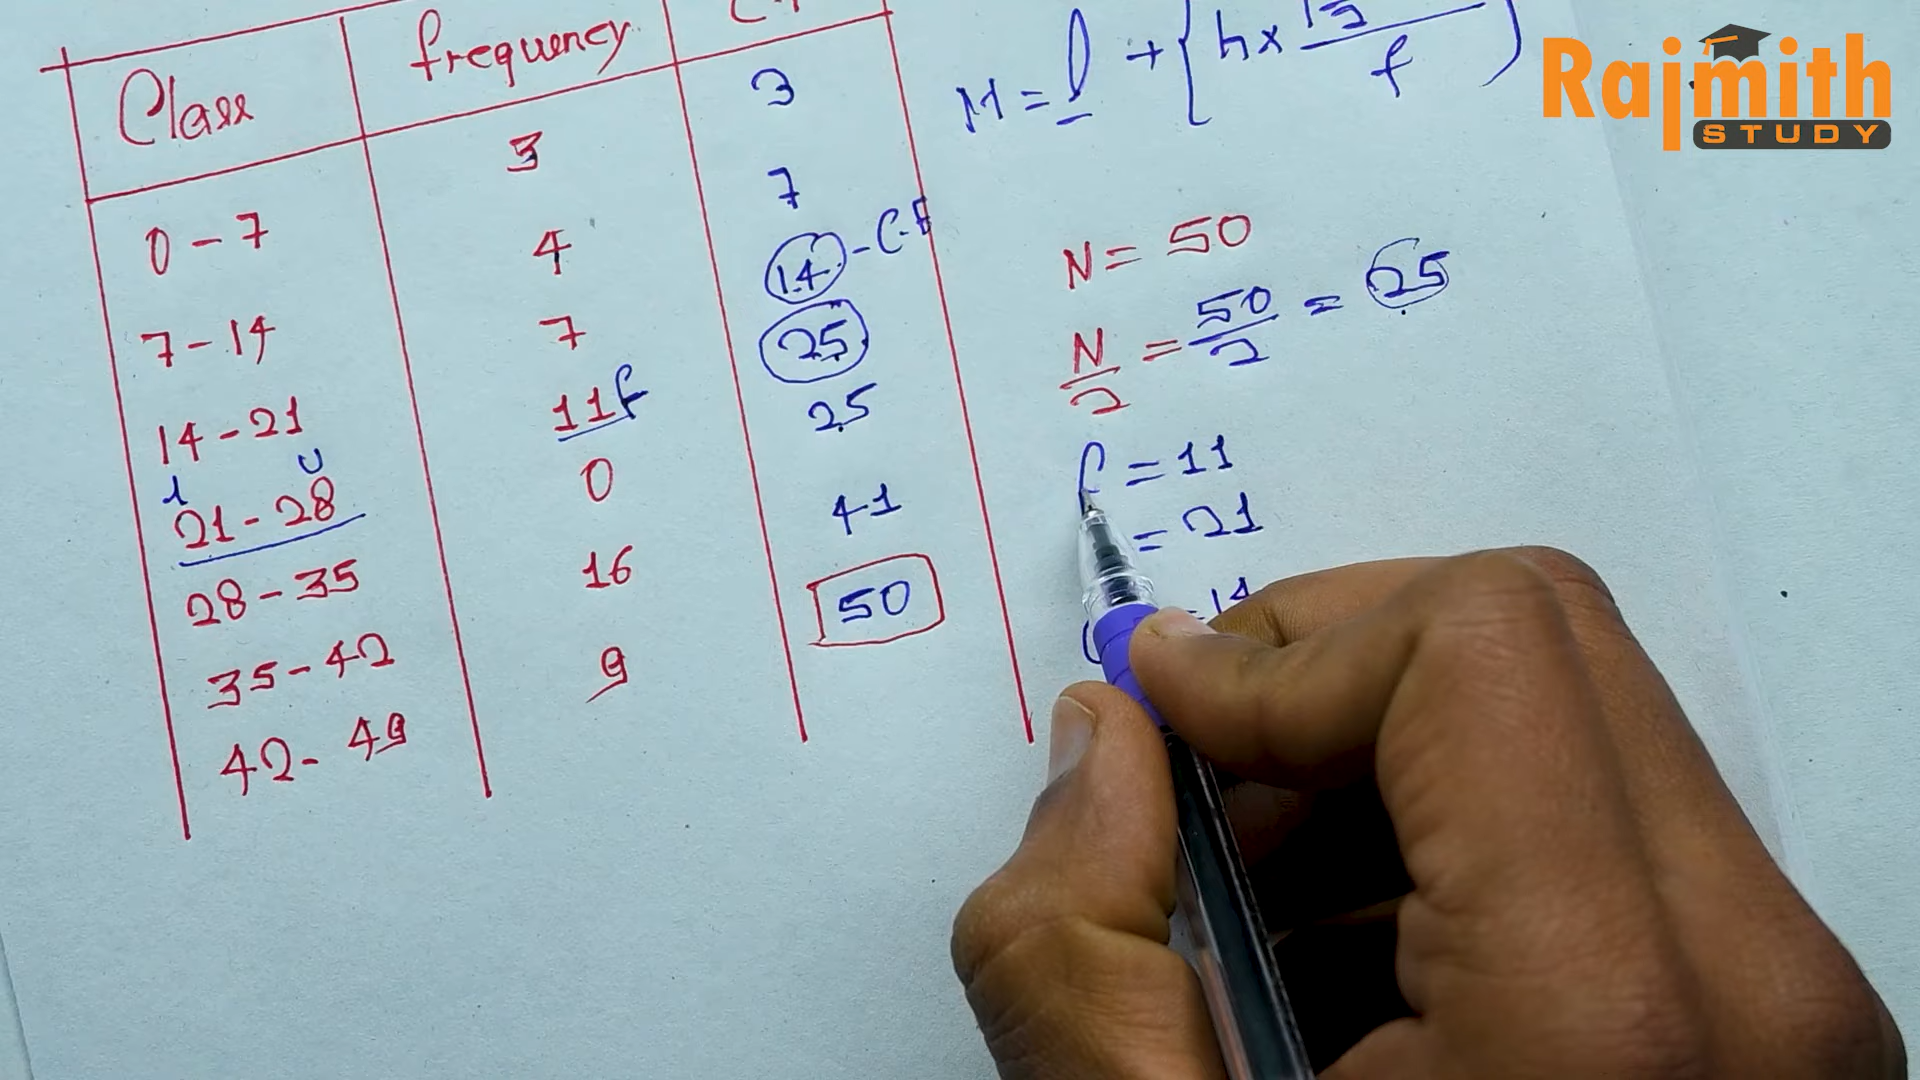 Class frequency C.f
0-7 3 3
7-14 4 7
14-21 7 14 - C.F
l u
21-28 11 f 25
28-35 0 25
35-42 16 41
42-49 9 50
M = l + { h ×
f
N = 50
N/2 = 50/2 = 25
f = 11
= 21
= 14
Rajmith
STUDY